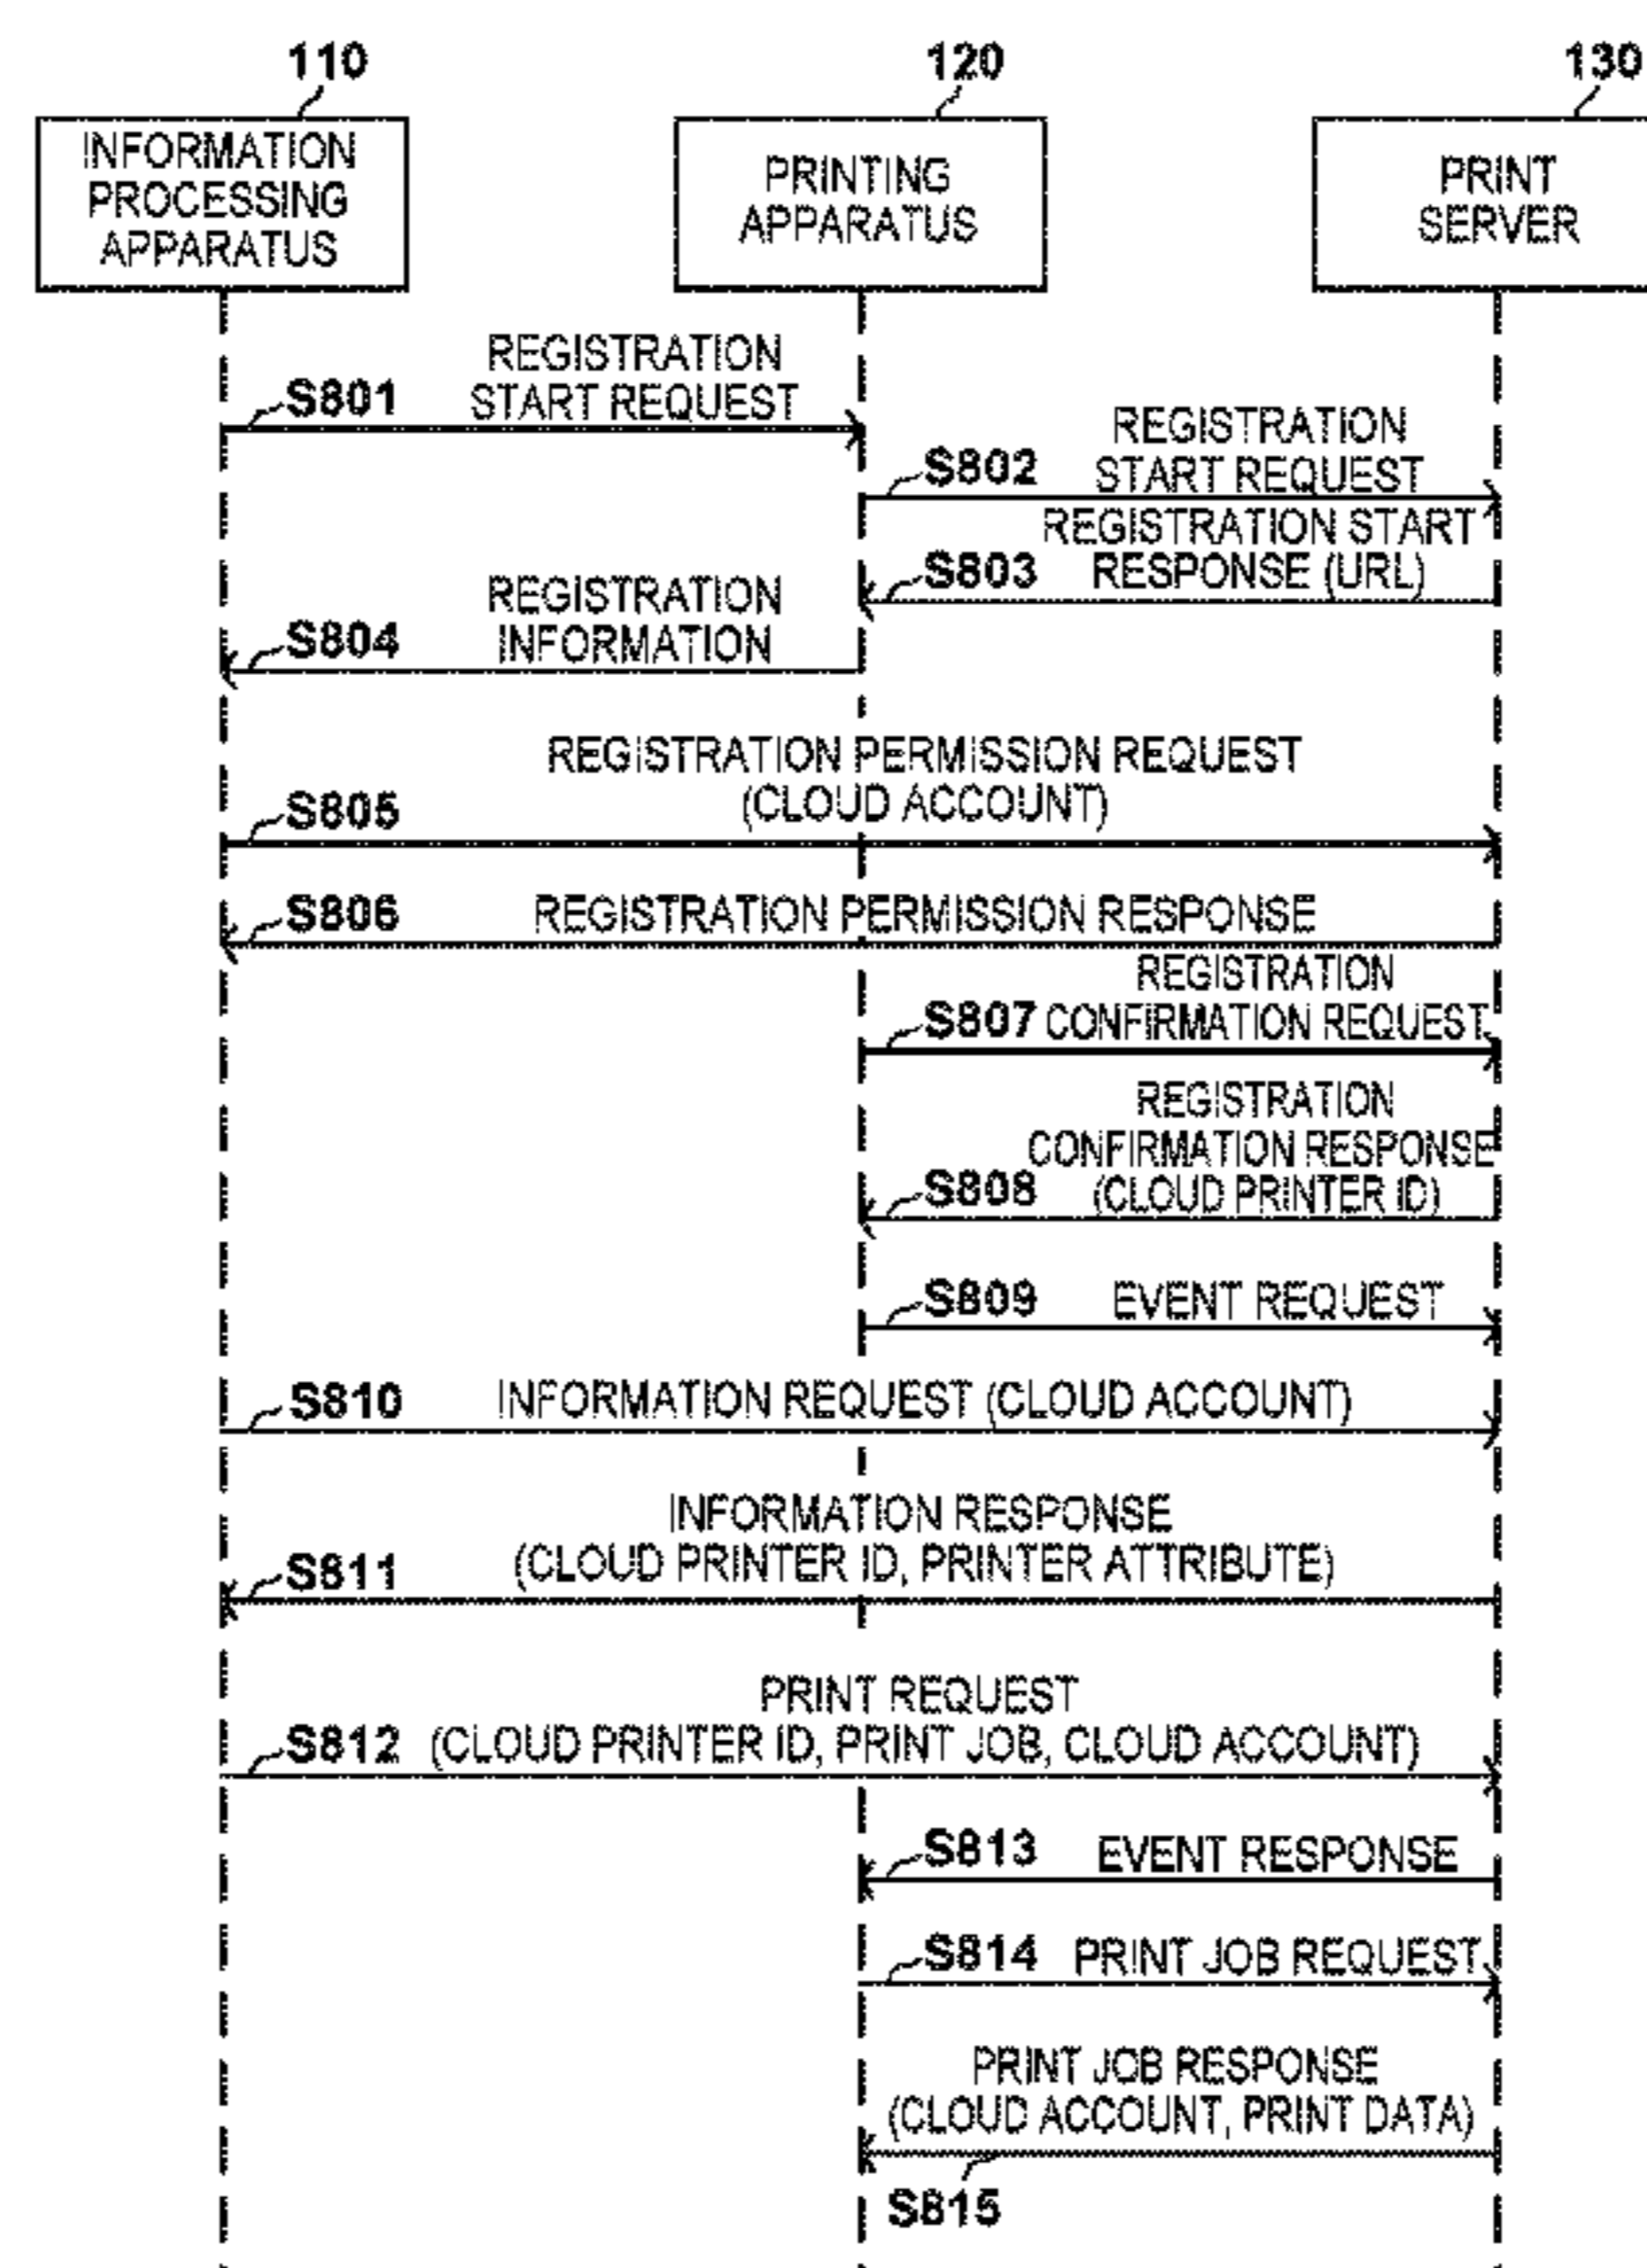 110
120
130
INFORMATION
PROCESSING
APPARATUS
PRINTING
APPARATUS
PRINT
SERVER
REGISTRATION
S801 START REQUEST
REGISTRATION
S802 START REQUEST
REGISTRATION START
S803 RESPONSE (URL)
REGISTRATION
S804 INFORMATION
REGISTRATION PERMISSION REQUEST
S805 (CLOUD ACCOUNT)
S806 REGISTRATION PERMISSION RESPONSE
REGISTRATION
S807 CONFIRMATION REQUEST
REGISTRATION
CONFIRMATION RESPONSE
S808 (CLOUD PRINTER ID)
S809 EVENT REQUEST
S810 INFORMATION REQUEST (CLOUD ACCOUNT)
INFORMATION RESPONSE
S811 (CLOUD PRINTER ID, PRINTER ATTRIBUTE)
PRINT REQUEST
S812 (CLOUD PRINTER ID, PRINT JOB, CLOUD ACCOUNT)
S813 EVENT RESPONSE
S814 PRINT JOB REQUEST
PRINT JOB RESPONSE
(CLOUD ACCOUNT, PRINT DATA)
S815